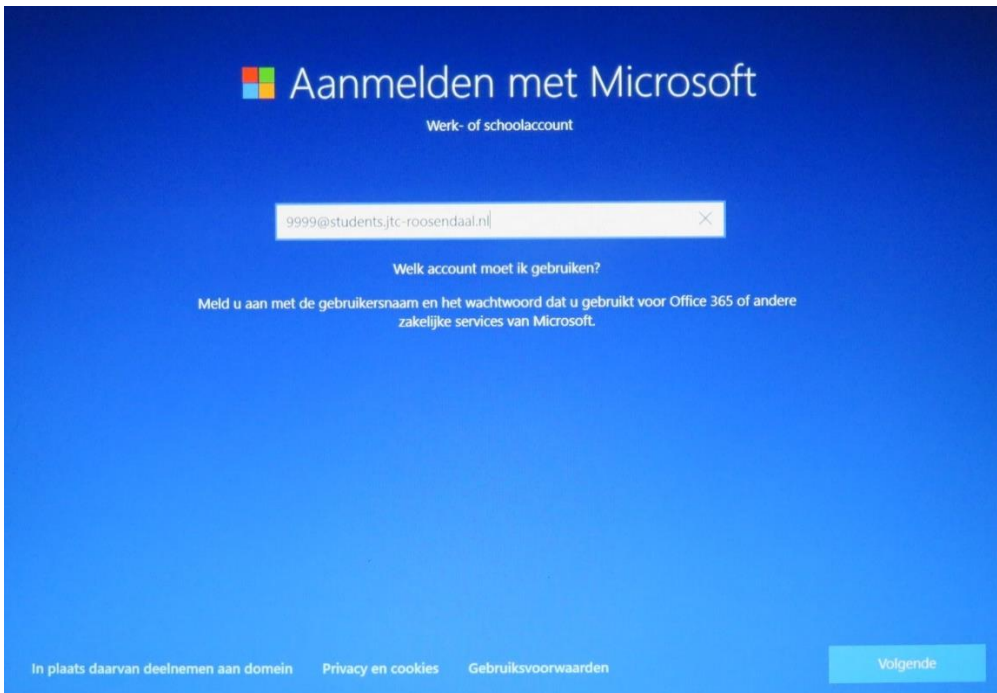 Aanmelden met Microsoft
Werk- of schoolaccount
9999@students.jtc-roosendaal.nl
Welk account moet ik gebruiken?
Meld u aan met de gebruikersnaam en het wachtwoord dat u gebruikt voor Office 365 of andere
zakelijke services van Microsoft.
In plaats daarvan deelnemen aan domein Privacy en cookies Gebruiksvoorwaarden Volgende